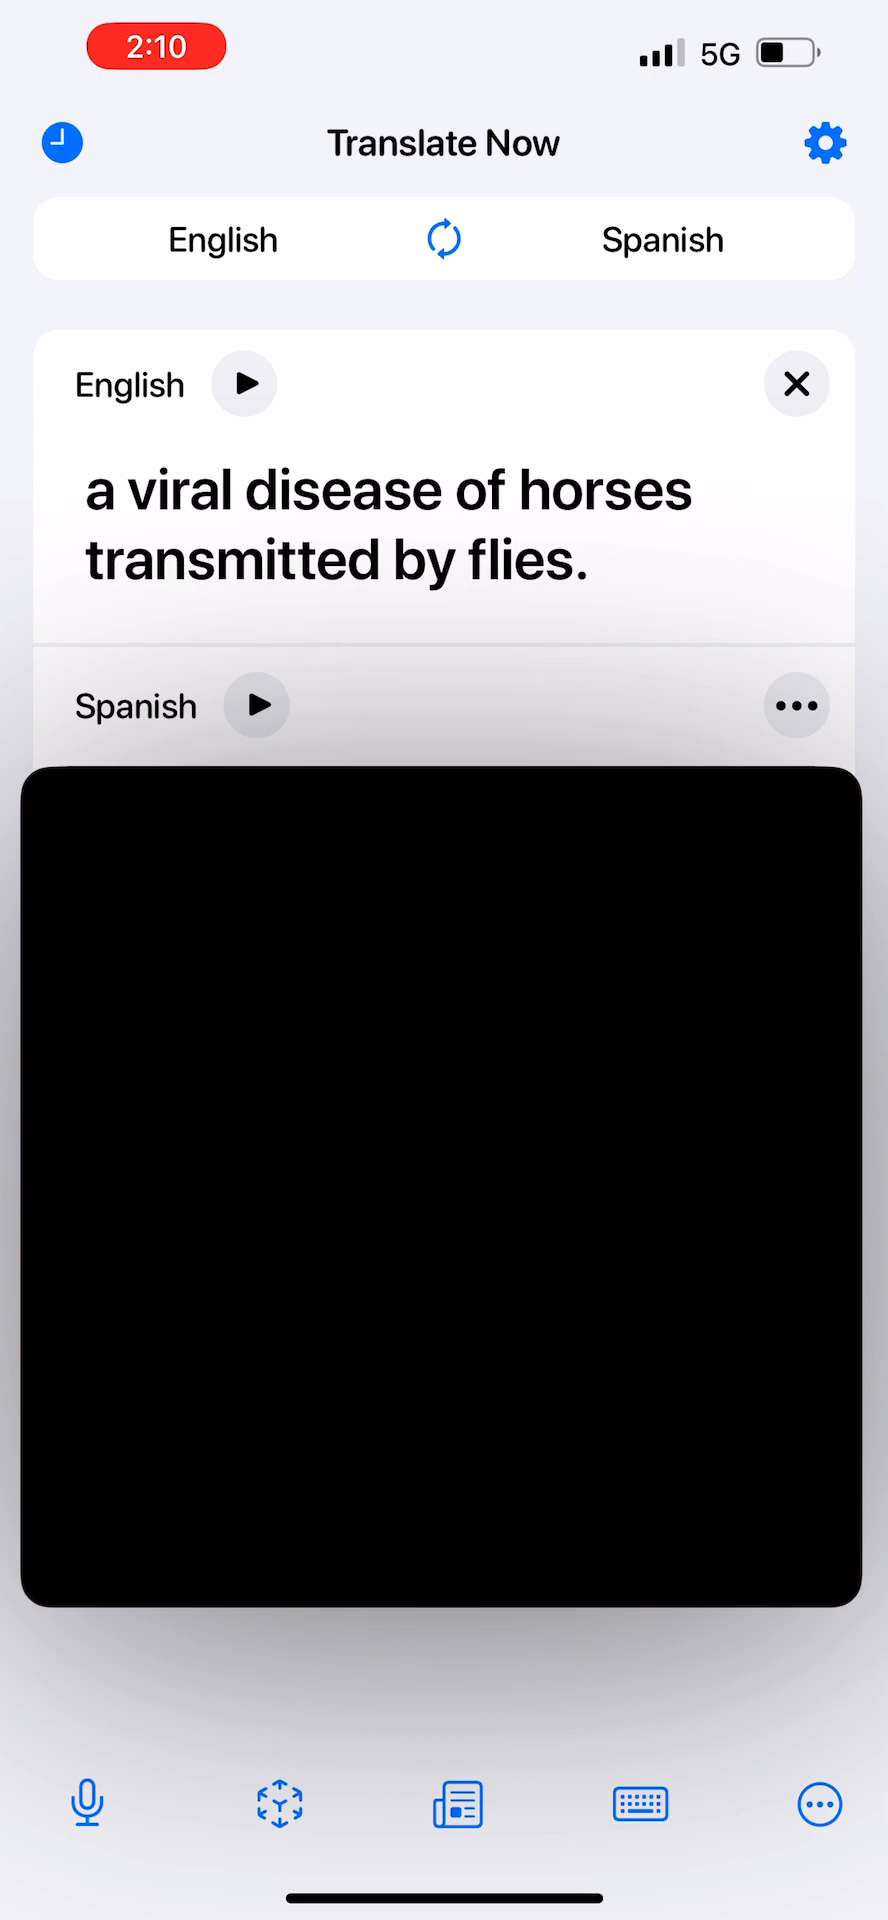 2:10 5G
Translate Now
English Spanish
English
a viral disease of horses
transmitted by flies.
Spanish